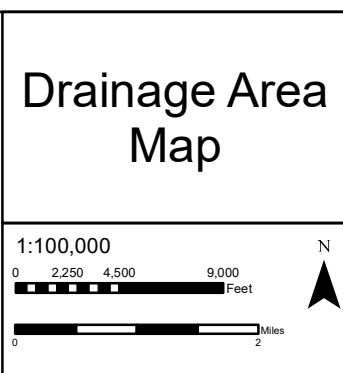 Drainage Area
Map
1:100,000
N
0 2,250 4,500 9,000
Feet
Miles
0 2